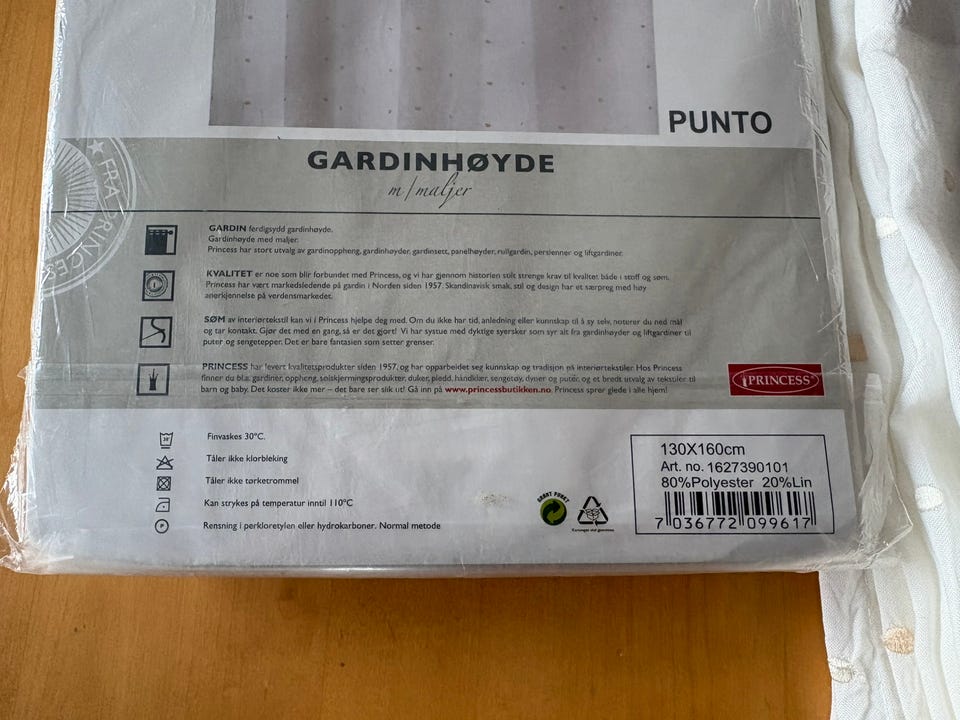 PUNTO
GARDINHØYDE
m/maljer
FRA PRINCESS
GARDIN ferdigsydd gardinhøyde.
Gardinhøyde med maljer.
Princess har stort utvalg av gardinoppheng, gardinhøyder, gardinsett, panelhøyder, rullgardin, persienner og liftgardiner.
KVALITET er noe som blir forbundet med Princess, og vi har gjennom historien stilt strenge krav til kvalitet både i stoff og søm.
Princess har vært markedsledende på gardin i Norden siden 1957. Skandinavisk smak, stil og design har et særpreg med høy
anerkjennelse på verdensmarkedet.
SØM av interiørtekstil kan vi i Princess hjelpe deg med. Om du ikke har tid, anledning eller kunnskap til å sy selv, noterer du ned mål
og tar kontakt. Gjør det med en gang, så er det gjort! Vi har systue med dyktige syersker som syr alt fra gardinhøyder og liftgardiner til
puter og sengetepper. Det er bare fantasien som setter grenser.
PRINCESS har levert kvalitetsprodukter siden 1957, og har opparbeidet seg kunnskap og tradisjon på interiørtekstiler. Hos Princess
finner du bl.a. gardiner, oppheng, solskjermingsprodukter, duker, pledd, håndklær, sengetøy, dyner og puter, og et bredt utvalg av tekstiler til
barn og baby. Det koster ikke mer – det bare ser slik ut! Gå inn på www.princessbutikken.no. Princess sprer glede i alle hjem!
PRINCESS®
Finvaskes 30°C.
Tåler ikke klorbleking
Tåler ikke tørketrommel
Kan strykes på temperatur inntil 110°C
Rensning i perkloretylen eller hydrokarboner. Normal metode
30°
P
GRØNT PUNKT
130X160cm
Art. no. 1627390101
80%Polyester 20%Lin
7 036772 099617